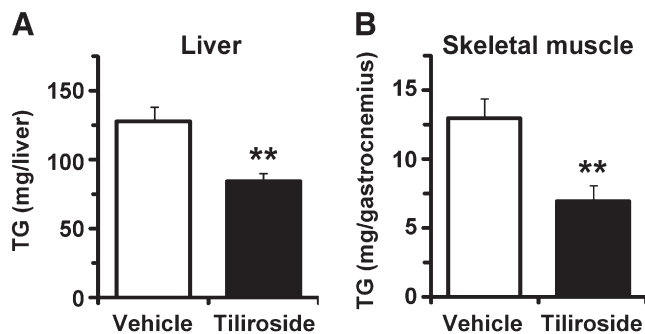 A
Liver
TG (mg/liver)
150
100
50
0
**
Vehicle
Tiliroside
B
Skeletal muscle
TG (mg/gastrocnemius)
15
10
5
0
**
Vehicle
Tiliroside